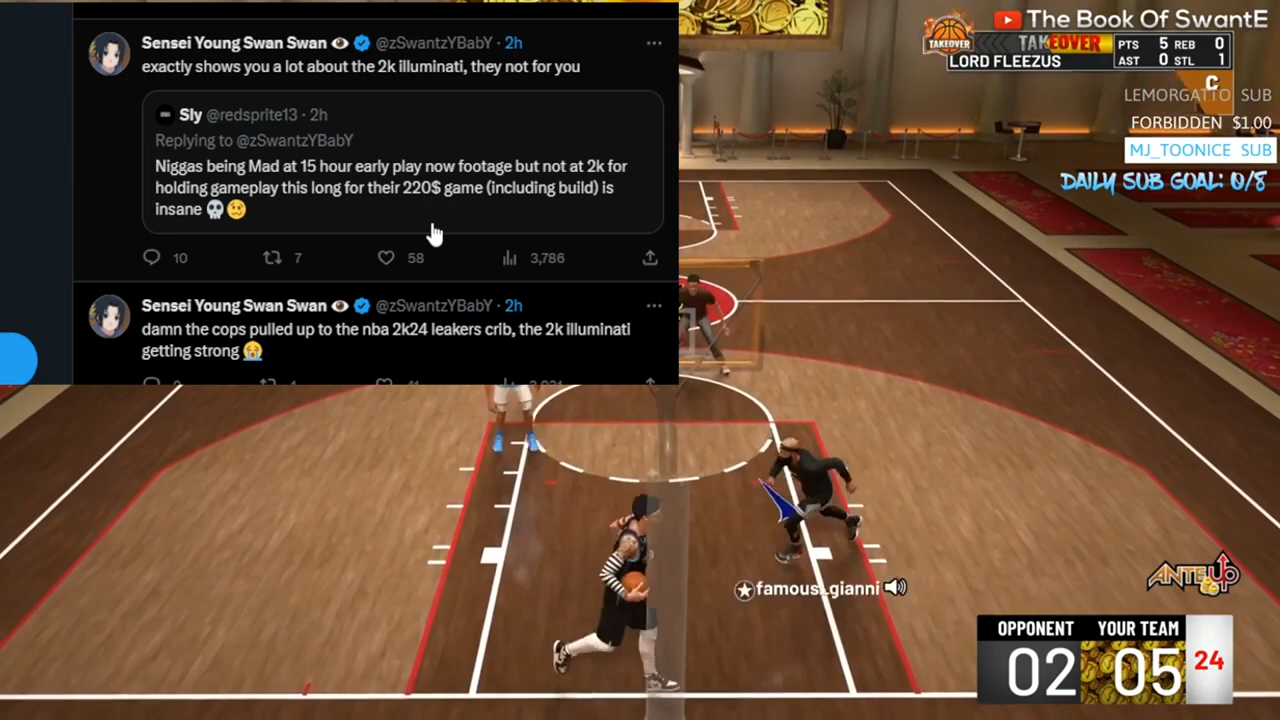 Sensei Young Swan Swan @zSwantzYBabY · 2h
exactly shows you a lot about the 2k illuminati, they not for you
Sly @redsprite13 · 2h
Replying to @zSwantzYBabY
Niggas being Mad at 15 hour early play now footage but not at 2k for
holding gameplay this long for their 220$ game (including build) is
insane 💀🥴
10 7 58 3,786
Sensei Young Swan Swan @zSwantzYBabY · 2h
damn the cops pulled up to the nba 2k24 leakers crib, the 2k illuminati
getting strong 😭
The Book Of SwantE
TAKEOVER
TAKEOVER
PTS 5 REB 0
LORD FLEEZUS
AST 0 STL 1
C
LEMORGATTO SUB
FORBIDDEN $1.00
MJ_TOONICE SUB
DAILY SUB GOAL: 0/8
famous_gianni
ANTE UP
OPPONENT YOUR TEAM
02 05 24